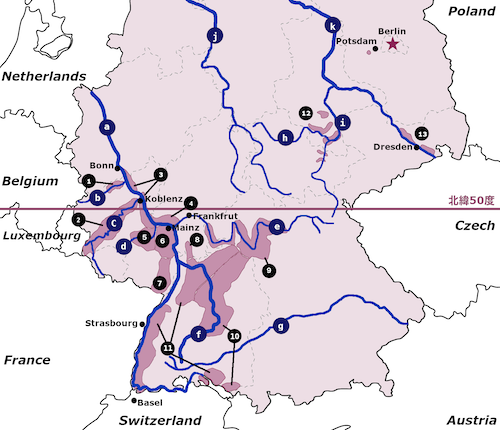 Poland
j
k
Berlin
Potsdam
Netherlands
a
12
i
h
13
Dresden
Bonn
1
3
Belgium
b
Koblenz
北緯50度
2
4
C
Frankfrut
Luxembourg
Mainz
e
Czech
d
5
6
8
9
7
Strasbourg
f
g
10
11
France
Basel
Switzerland
Austria